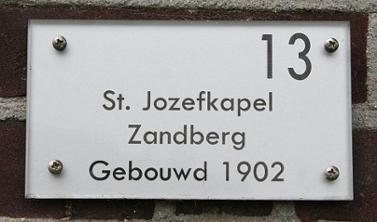 13
St. Jozefkapel
Zandberg
Gebouwd 1902